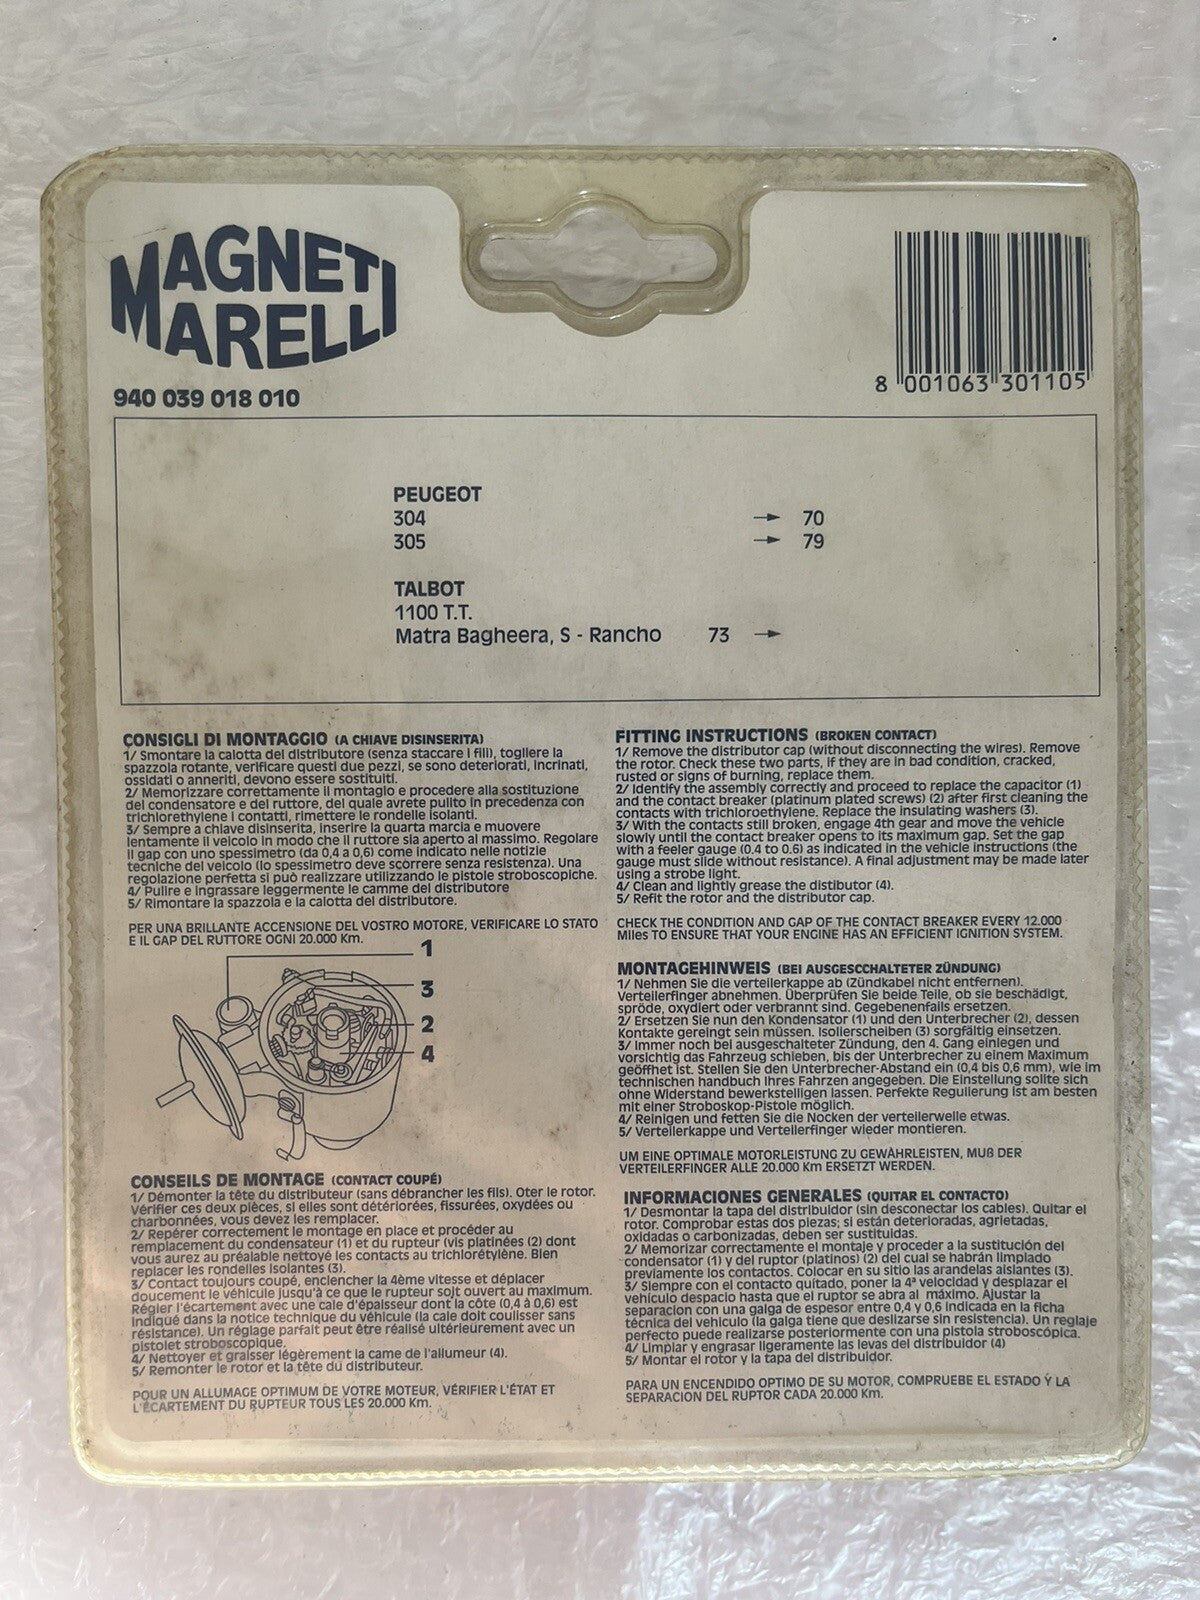 MAGNETI
MARELLI
940 039 018 010
8 001063 301105
PEUGEOT
304 → 70
305 → 79
TALBOT
1100 T.T.
Matra Bagheera, S - Rancho 73 →
CONSIGLI DI MONTAGGIO (A CHIAVE DISINSERITA)
1/ Smontare la calotta del distributore (senza staccare i fili), togliere la
spazzola rotante, verificare questi due pezzi, se sono deteriorati, incrinati,
ossidati o anneriti, devono essere sostituiti.
2/ Memorizzare correttamente il montagio e procedere alla sostituzione
del condensatore e del ruttore, del quale avrete pulito in precedenza con
trichlorethylene i contatti, rimettere le rondelle isolanti.
3/ Sempre a chiave disinserita, inserire la quarta marcia e muovere
lentamente il veicolo in modo che il ruttore sia aperto al massimo. Regolare
il gap con uno spessimetro (da 0,4 a 0,6) come indicato nelle notizie
tecniche del veicolo (lo spessimetro deve scorrere senza resistenza). Una
regolazione perfetta si può realizzare utilizzando le pistole stroboscopiche.
4/ Pulire e ingrassare leggermente le camme del distributore
5/ Rimontare la spazzola e la calotta del distributore.
PER UNA BRILLANTE ACCENSIONE DEL VOSTRO MOTORE, VERIFICARE LO STATO
E IL GAP DEL RUTTORE OGNI 20.000 Km.
1
3
2
4
CONSEILS DE MONTAGE (CONTACT COUPÉ)
1/ Démonter la tête du distributeur (sans débrancher les fils). Oter le rotor.
Vérifier ces deux pièces, si elles sont détériorées, fissurées, oxydées ou
charbonnées, vous devez les remplacer.
2/ Repérer correctement le montage en place et procéder au
remplacement du condensateur (1) et du rupteur (vis platinées (2) dont
vous aurez au préalable nettoyé les contacts au trichlorétylène. Bien
replacer les rondelles isolantes (3).
3/ Contact toujours coupé, enclencher la 4ème vitesse et déplacer
doucement le véhicule jusqu'à ce que le rupteur soit ouvert au maximum.
Régler l'écartement avec une cale d'épaisseur dont la côte (0,4 à 0,6) est
indiqué dans la notice technique du véhicule (la cale doit coulisser sans
résistance). Un réglage parfait peut être réalisé ultérieurement avec un
pistolet stroboscopique.
4/ Nettoyer et graisser légèrement la came de l'allumeur (4).
5/ Remonter le rotor et la tête du distributeur.
POUR UN ALLUMAGE OPTIMUM DE VOTRE MOTEUR, VÉRIFIER L'ÉTAT ET
L'ÉCARTEMENT DU RUPTEUR TOUS LES 20.000 Km.
FITTING INSTRUCTIONS (BROKEN CONTACT)
1/ Remove the distributor cap (without disconnecting the wires). Remove
the rotor. Check these two parts, if they are in bad condition, cracked,
rusted or signs of burning, replace them.
2/ Identify the assembly correctly and proceed to replace the capacitor (1)
and the contact breaker (platinum plated screws) (2) after first cleaning the
contacts with trichloroethylene. Replace the insulating washers (3).
3/ With the contacts still broken, engage 4th gear and move the vehicle
slowly until the contact breaker opens to its maximum gap. Set the gap
with a feeler gauge (0.4 to 0.6) as indicated in the vehicle instructions (the
gauge must slide without resistance). A final adjustment may be made later
using a strobe light.
4/ Clean and lightly grease the distibutor (4).
5/ Refit the rotor and the distributor cap.
CHECK THE CONDITION AND GAP OF THE CONTACT BREAKER EVERY 12.000
Miles TO ENSURE THAT YOUR ENGINE HAS AN EFFICIENT IGNITION SYSTEM.
MONTAGEHINWEIS (BEI AUSGESCCHALTETER ZÜNDUNG)
1/ Nehmen Sie die verteilerkappe ab (Zündkabel nicht entfernen).
Verteilerfinger abnehmen. Überprüfen Sie beide Teile, ob sie beschädigt,
spröde, oxydiert oder verbrannt sind. Gegebenenfalls ersetzen.
2/ Ersetzen Sie nun den Kondensator (1) und den Unterbrecher (2), dessen
Kontakte gereingt sein müssen. Isolierscheiben (3) sorgfältig einsetzen.
3/ Immer noch bei ausgeschalteter Zündung, den 4. Gang einlegen und
vorsichtig das Fahrzeug schieben, bis der Unterbrecher zu einem Maximum
geöffnet ist. Stellen Sie den Unterbrecher-Abstand ein (0,4 bis 0,6 mm), wie im
technischen handbuch Ihres Fahrzen angegeben. Die Einstellung sollte sich
ohne Widerstand bewerkstelligen lassen. Perfekte Regulierung ist am besten
mit einer Stroboskop-Pistole möglich.
4/ Reinigen und fetten Sie die Nocken der verteilerwelle etwas.
5/ Verteilerkappe und Verteilerfinger wieder montieren.
UM EINE OPTIMALE MOTORLEISTUNG ZU GEWÄHRLEISTEN, MUß DER
VERTEILERFINGER ALLE 20.000 Km ERSETZT WERDEN.
INFORMACIONES GENERALES (QUITAR EL CONTACTO)
1/ Desmontar la tapa del distribuidor (sin desconectar los cables). Quitar el
rotor. Comprobar estas dos piezas; si están deterioradas, agrietadas,
oxidadas o carbonizadas, deben ser sustituidas.
2/ Memorizar correctamente el montaje y proceder a la sustitución del
condensator (1) y del ruptor (platinos) (2) del cual se habrán limpiado
previamente los contactos. Colocar en su sitio las arandelas aislantes (3).
3/ Siempre con el contacto quitado, poner la 4ª velocidad y desplazar el
vehiculo despacio hasta que el ruptor se abra al máximo. Ajustar la
separacion con una galga de espesor entre 0,4 y 0,6 indicada en la ficha
técnica del vehiculo (la galga tiene que deslizarse sin resistencia). Un reglaje
perfecto puede realizarse posteriormente con una pistola stroboscópica.
4/ Limpiar y engrasar ligeramente las levas del distribuidor (4)
5/ Montar el rotor y la tapa del distribuidor.
PARA UN ENCENDIDO OPTIMO DE SU MOTOR, COMPRUEBE EL ESTADO Y LA
SEPARACION DEL RUPTOR CADA 20.000 Km.